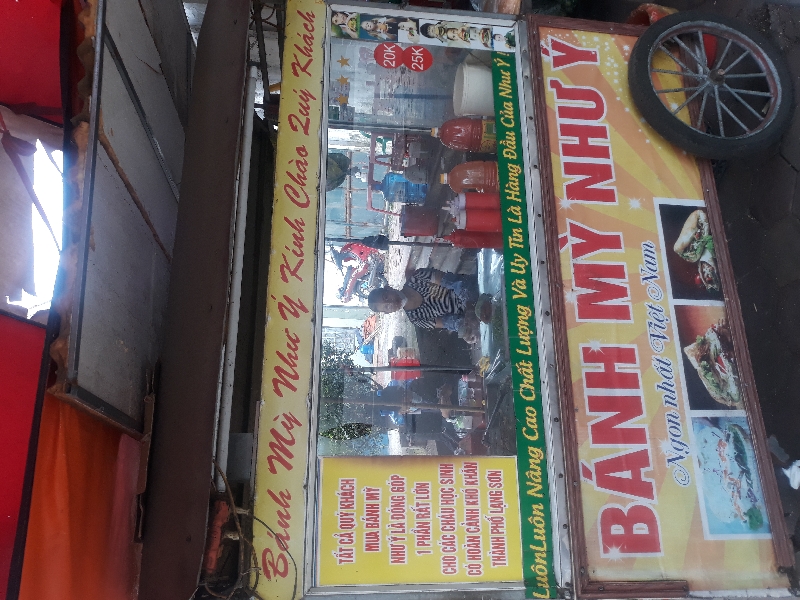 Bánh Mỳ Như Ý Kính Chào Quý Khách
TẤT CẢ QUÝ KHÁCH
MUA BÁNH MỲ
NHƯ Ý LÀ ĐÓNG GÓP
1 PHẦN RẤT LỚN
CHO CÁC CHÁU HỌC SINH
CÓ HOÀN CẢNH KHÓ KHĂN
THÀNH PHỐ LẠNG SƠN
20K
25K
LuônLuôn Nâng Cao Chất Lượng Và Uy Tín Là Hàng Đầu Của Như Ý !
BÁNH MỲ NHƯ Ý
Ngon nhất Việt Nam